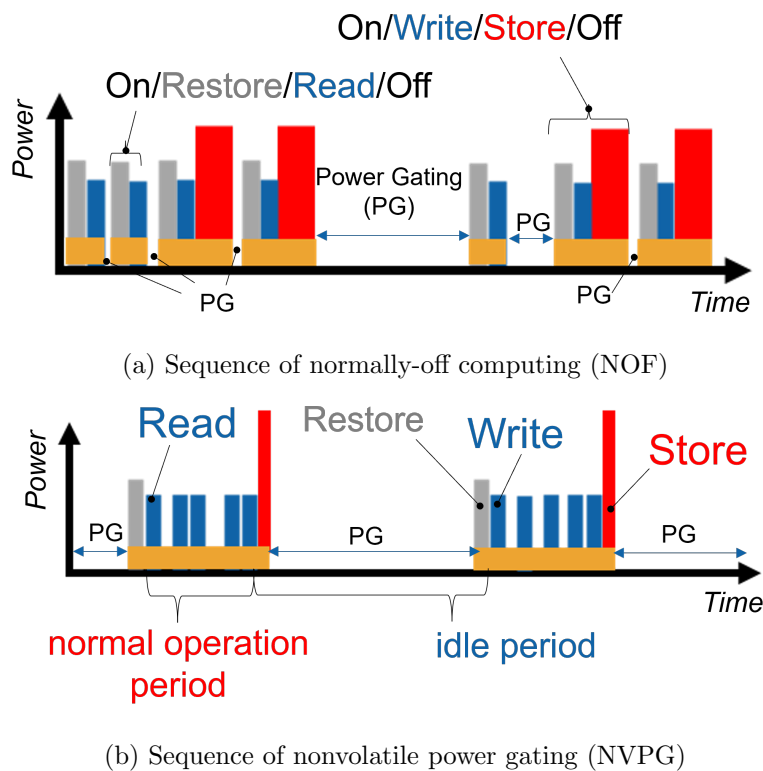 On/Write/Store/Off
On/Restore/Read/Off
Power
Power Gating
(PG)
PG
PG
PG
Time
(a) Sequence of normally-off computing (NOF)
Read
Restore
Write
Store
Power
PG
PG
PG
Time
normal operation
period
idle period
(b) Sequence of nonvolatile power gating (NVPG)